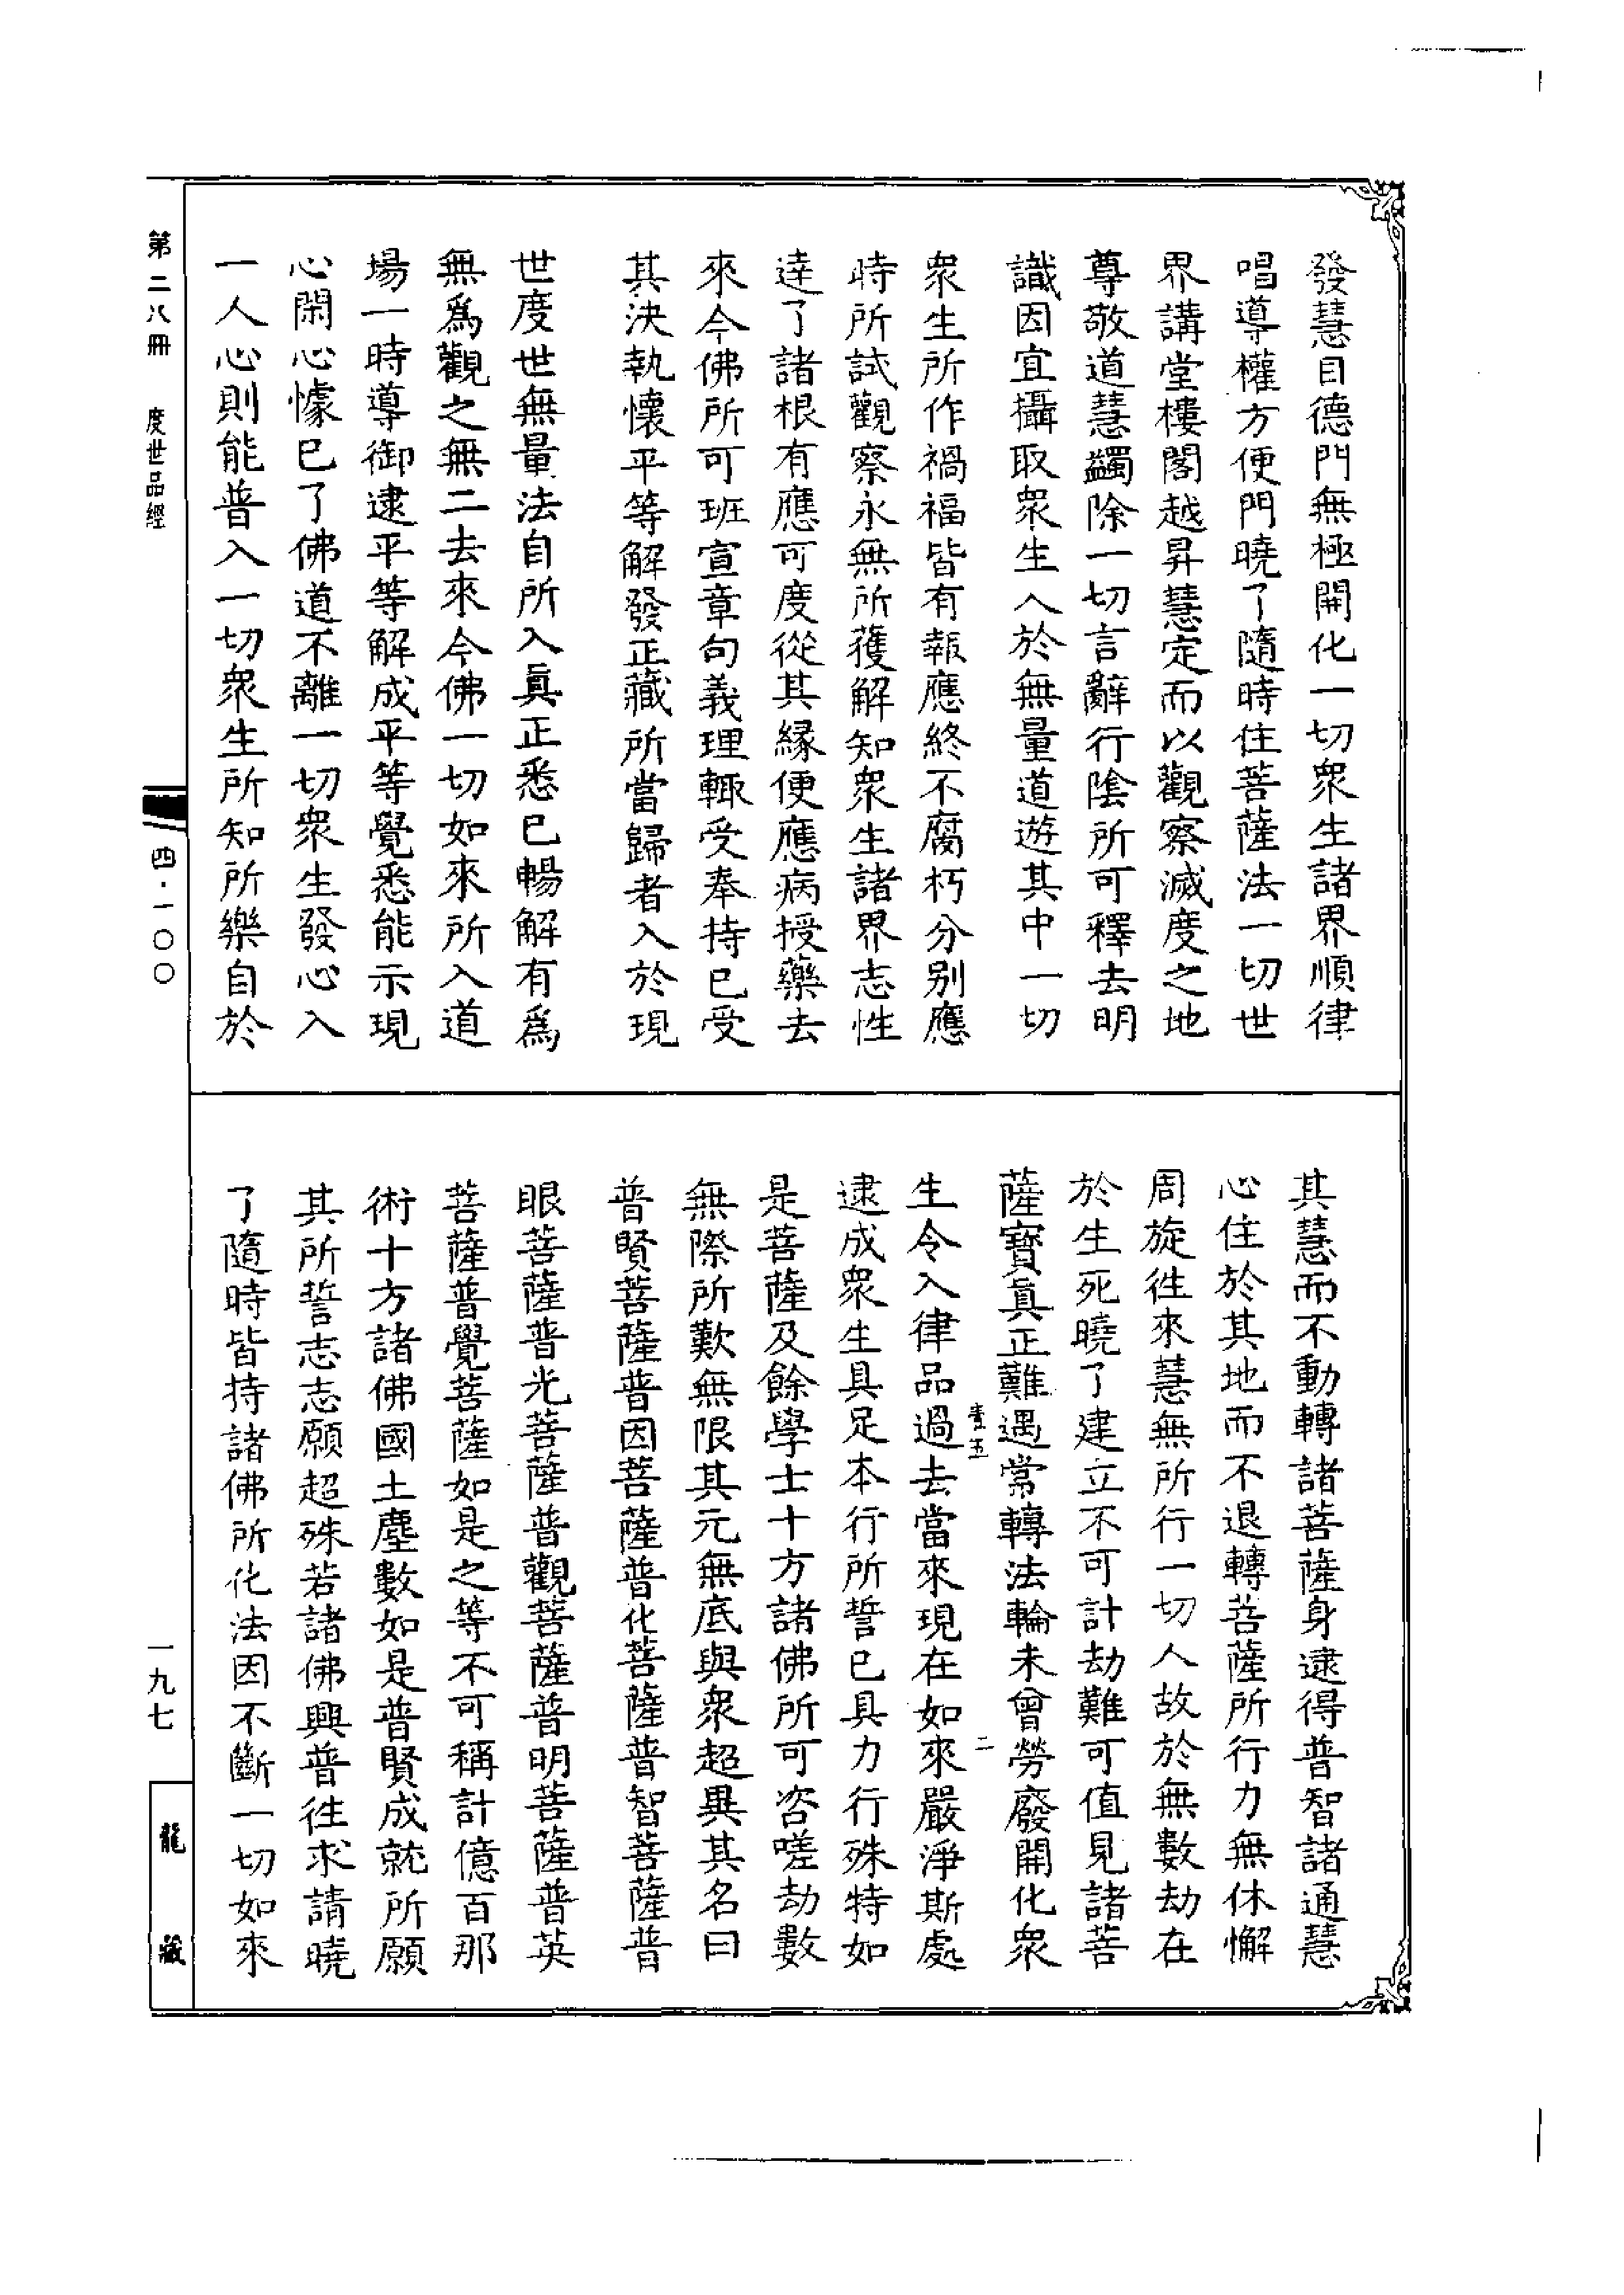 發慧目德門無極開化一切衆生諸界順律
唱導權方便門曉了隨時住菩薩法一切世
界講堂樓閣越昇慧定而以觀察滅度之地
尊敬道慧蠲除一切言辭行陰所可釋去明
識因宜攝取衆生入於無量道遊其中一切
衆生所作禍福皆有報應終不腐朽分别應
時所試觀察永無所獲解知衆生諸界志性
達了諸根有應可度從其縁便應病授藥去
來今佛所可班宣章句義理輙受奉持已受
其決執懷平等解發正藏所當歸者入於現
世度世無量法自所入眞正悉已暢解有爲
無爲觀之無二去來今佛一切如來所入道
場一時導御逮平等解成平等覺悉能示現
心閑心懅已了佛道不離一切衆生發心入
一人心則能普入一切衆生所知所樂自於
其慧而不動轉諸菩薩身逮得普智諸通慧
心住於其地而不退轉菩薩所行力無休懈
周旋往來慧無所行一切人故於無數劫在
於生死曉了建立不可計劫難可值見諸菩
薩寶眞正難遇常轉法輪未曾勞廢開化衆
生令入律品過去當來現在如來嚴淨斯處
逮成衆生具足本行所誓已具力行殊特如
是菩薩及餘學士十方諸佛所可咨嗟劫數
無際所歎無限其元無底與衆超異其名曰
普賢菩薩普因菩薩普化菩薩普智菩薩普
眼菩薩普光菩薩普觀菩薩普明菩薩普英
菩薩普覺菩薩如是之等不可稱計億百那
術十方諸佛國土塵數如是普賢成就所願
其所誓志志願超殊若諸佛興普往求請曉
了隨時皆持諸佛所化法因不斷一切如來
壹五
二
第二八冊 度世品經
四·一〇〇
一九七
龍藏